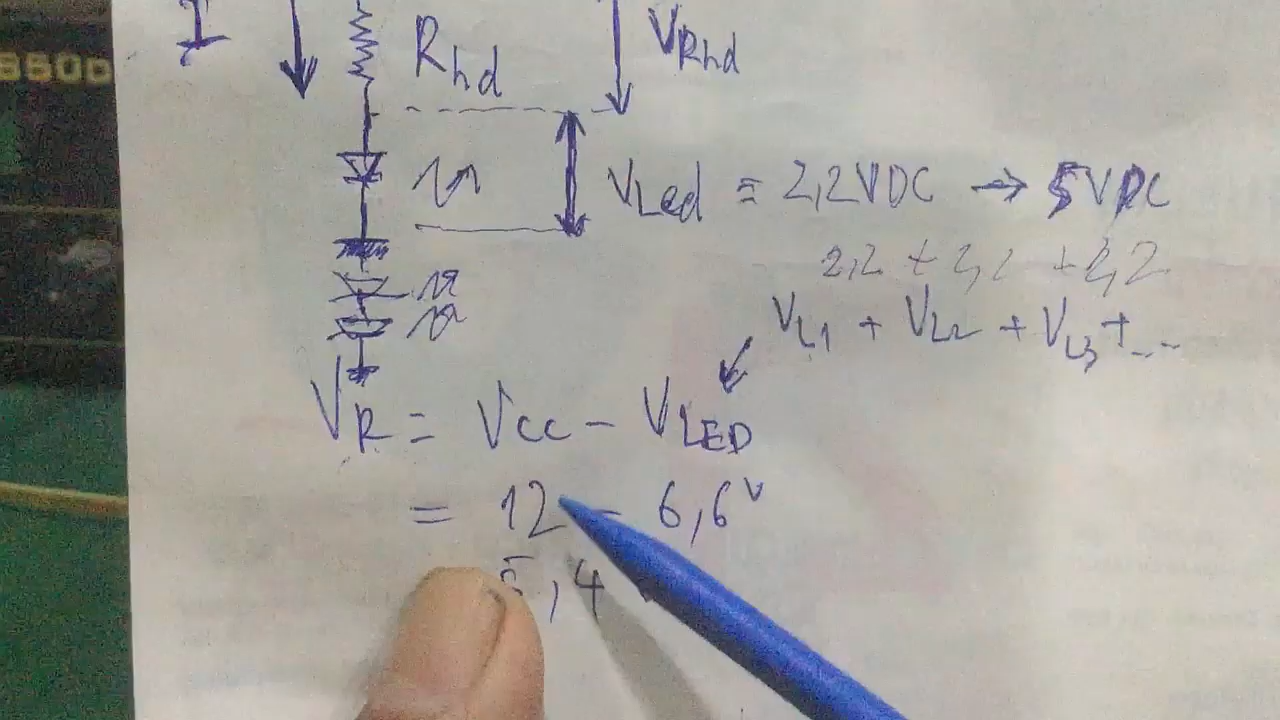 I
Rhd
VRhd
VLed = 2,2VDC → 5VDC
2,2 + 2,2 + 2,2
VL1 + VL2 + VL3 + ...
VR = Vcc - VLED
= 12 - 6,6V
5,4